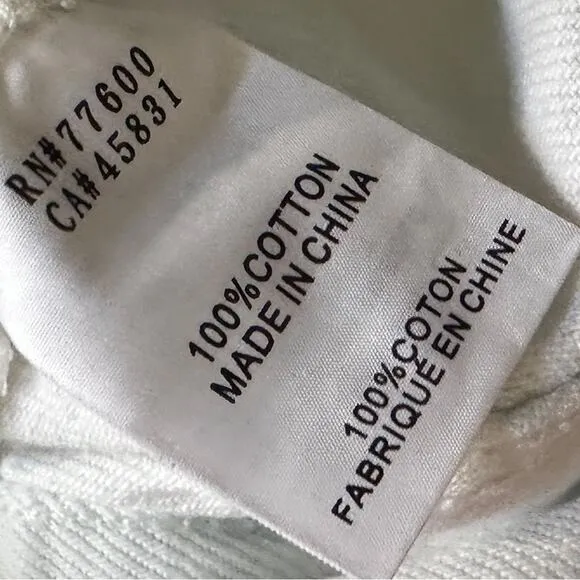 RN#77600
CA#45831
100%COTTON
MADE IN CHINA
100%COTON
FABRIQUÉ EN CHINE